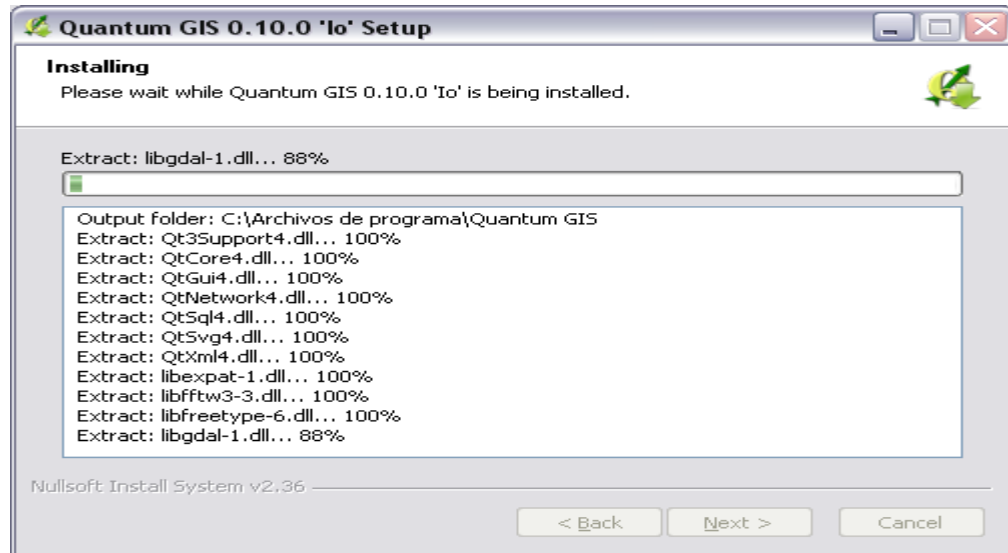 Quantum GIS 0.10.0 'Io' Setup
Installing
Please wait while Quantum GIS 0.10.0 'Io' is being installed.
Extract: libgdal-1.dll... 88%
Output folder: C:\Archivos de programa\Quantum GIS
Extract: Qt3Support4.dll... 100%
Extract: QtCore4.dll... 100%
Extract: QtGui4.dll... 100%
Extract: QtNetwork4.dll... 100%
Extract: QtSql4.dll... 100%
Extract: QtSvg4.dll... 100%
Extract: QtXml4.dll... 100%
Extract: libexpat-1.dll... 100%
Extract: libfftw3-3.dll... 100%
Extract: libfreetype-6.dll... 100%
Extract: libgdal-1.dll... 88%
Nullsoft Install System v2.36
< Back Next > Cancel